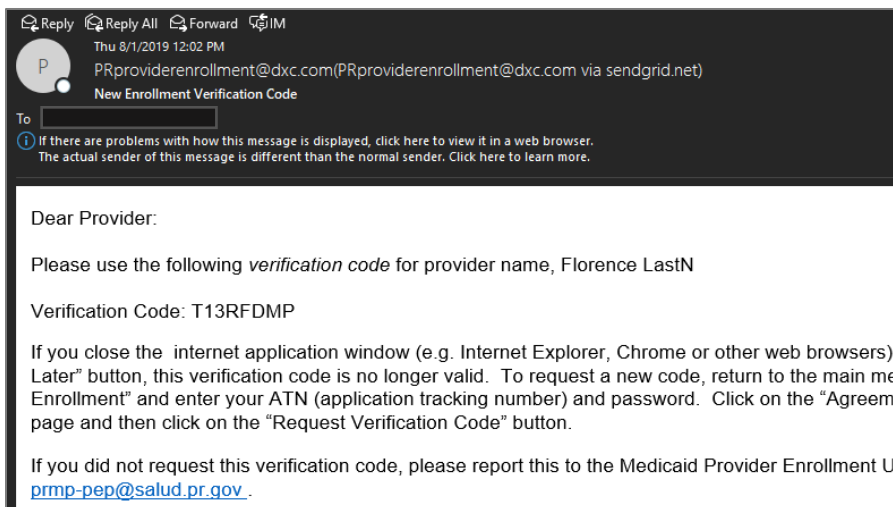 Reply Reply All Forward IM
Thu 8/1/2019 12:02 PM
P
PRproviderenrollment@dxc.com(PRproviderenrollment@dxc.com via sendgrid.net)
New Enrollment Verification Code
To
If there are problems with how this message is displayed, click here to view it in a web browser.
The actual sender of this message is different than the normal sender. Click here to learn more.
Dear Provider:
Please use the following verification code for provider name, Florence LastN
Verification Code: T13RFDMP
If you close the internet application window (e.g. Internet Explorer, Chrome or other web browsers)
Later” button, this verification code is no longer valid. To request a new code, return to the main me
Enrollment” and enter your ATN (application tracking number) and password. Click on the “Agreem
page and then click on the “Request Verification Code” button.
If you did not request this verification code, please report this to the Medicaid Provider Enrollment U
prmp-pep@salud.pr.gov .